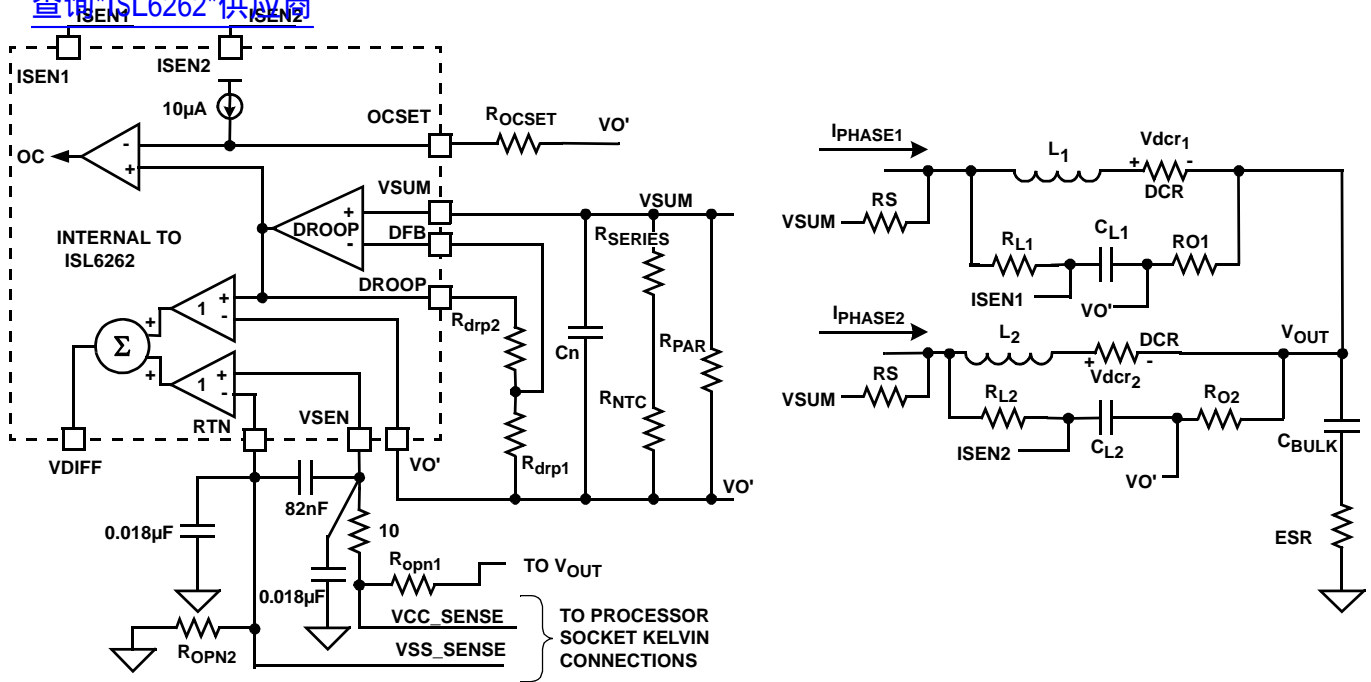 查询"ISL6262"供应商
ISEN1
ISEN2
ISEN1
ISEN2
10µA
OCSET
ROCSET
VO'
OC
-
+
VSUM
VSUM
INTERNAL TO
ISL6262
DROOP
+
-
DFB
RSERIES
DROOP
1
+
-
Rdrp2
Cn
RPAR
Σ
+
+
1
+
-
RNTC
RTN
VSEN
Rdrp1
VDIFF
VO'
VO'
82nF
0.018µF
10
Ropn1
TO VOUT
0.018µF
VCC_SENSE
TO PROCESSOR
SOCKET KELVIN
CONNECTIONS
ROPN2
VSS_SENSE
IPHASE1
L1
Vdcr1
+
-
DCR
RS
VSUM
RL1
CL1
RO1
ISEN1
VO'
IPHASE2
L2
DCR
VOUT
+
-
Vdcr2
RS
VSUM
RL2
CL2
RO2
ISEN2
VO'
CBULK
ESR